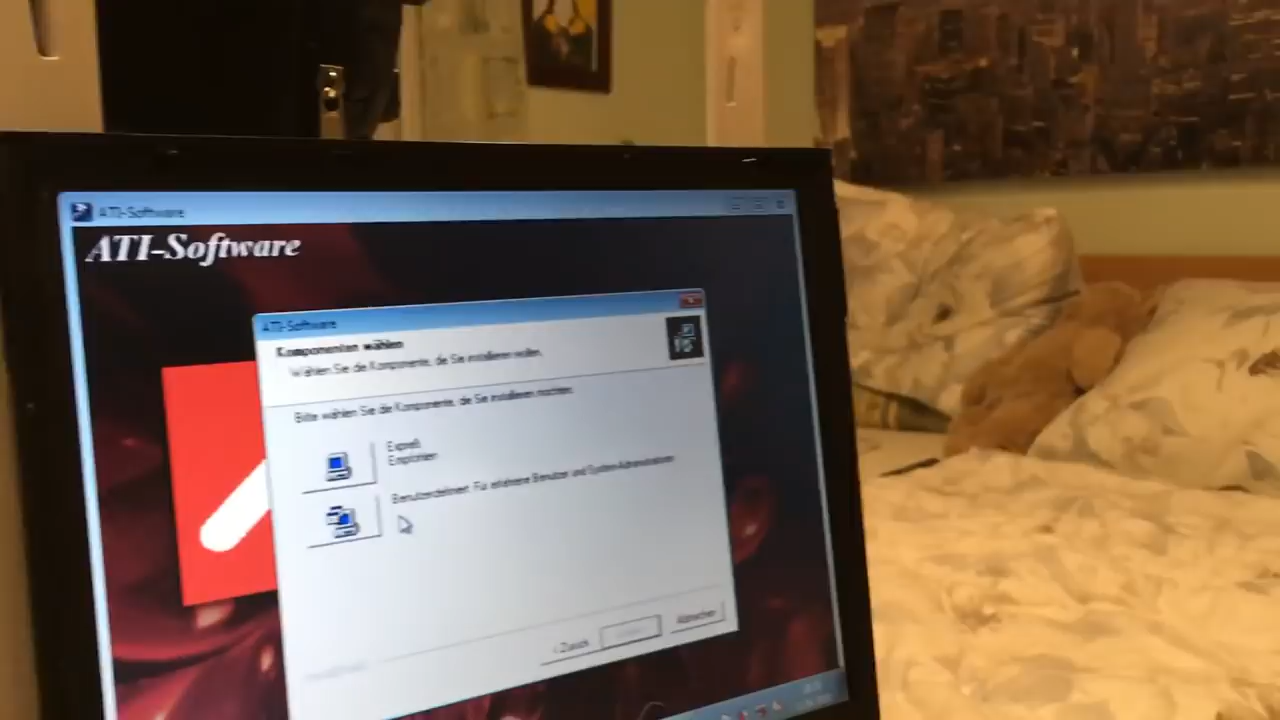 ATI-Software
ATI-Software
ATI-Software
Komponenten wählen
Wählen Sie die Komponente, die Sie installieren wollen.
Bitte wählen Sie die Komponente, die Sie installieren möchten.
Expreß
Empfohlen
Benutzerdefiniert: Für erfahrene Benutzer und System-Administratoren
< Zurück
Abbrechen